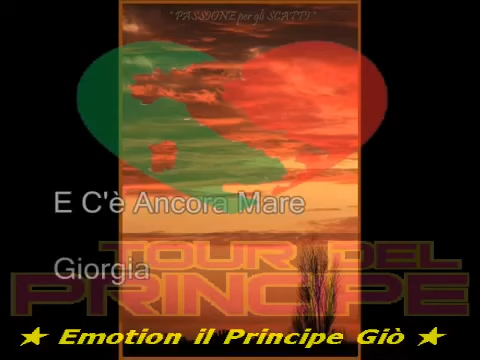 " PASSIONE per gli SCATTI "
E C'è Ancora Mare
TOUR DEL
Giorgia
PRINCIPE
★ Emotion il Principe Giò ★